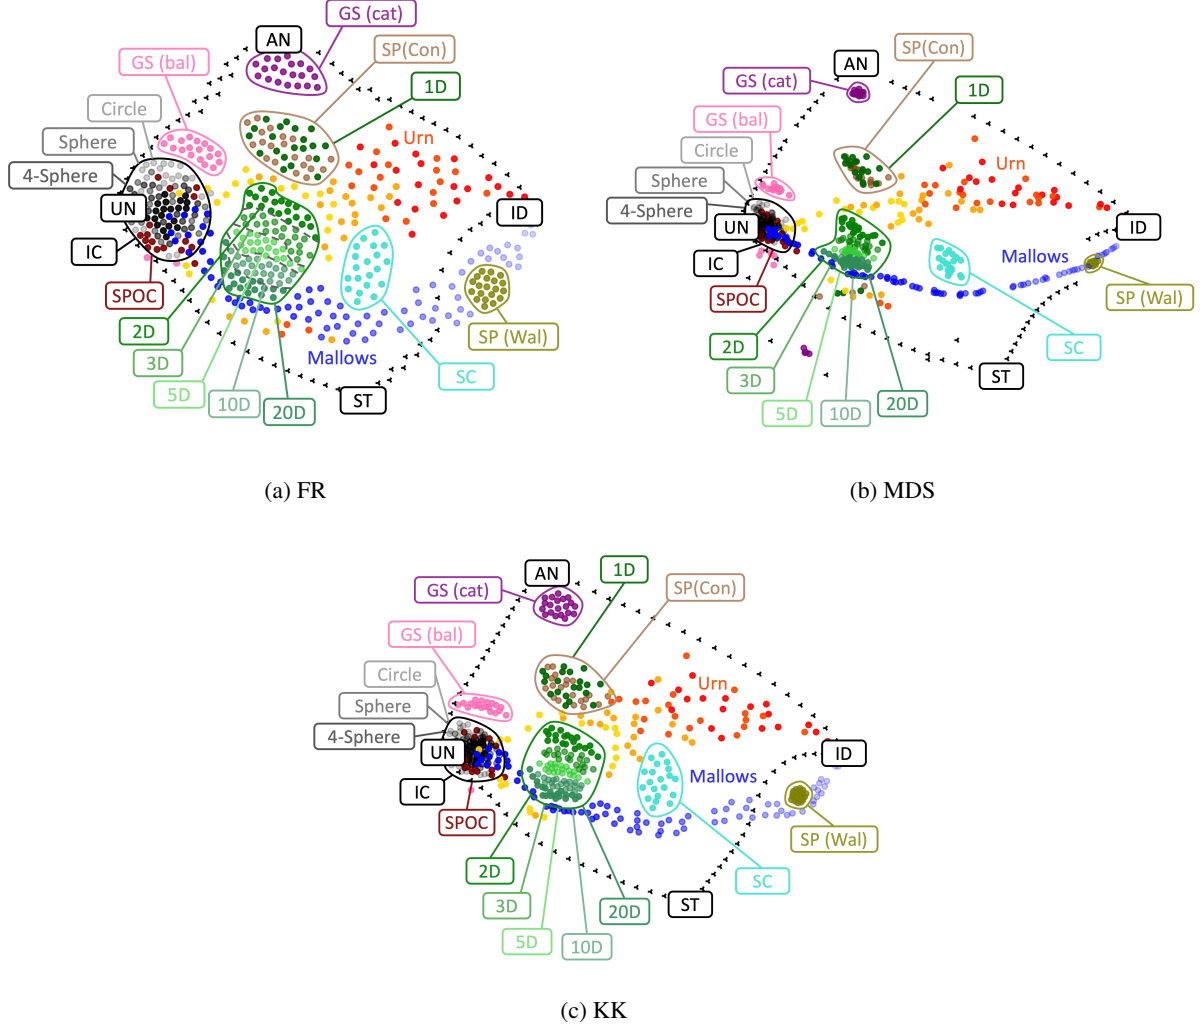 GS (cat)
AN
SP(Con)
GS (bal)
1D
Circle
Urn
Sphere
4-Sphere
UN
ID
IC
SPOC
2D
SP (Wal)
3D
Mallows
5D
SC
10D
20D
ST
(a) FR
SP(Con)
AN
GS (cat)
1D
GS (bal)
Circle
Urn
Sphere
4-Sphere
UN
ID
Mallows
IC
SPOC
SP (Wal)
2D
SC
3D
ST
20D
5D
10D
(b) MDS
AN
1D
GS (cat)
SP(Con)
GS (bal)
Circle
Urn
Sphere
4-Sphere
UN
ID
Mallows
IC
SPOC
SP (Wal)
2D
SC
3D
ST
20D
5D
10D
(c) KK